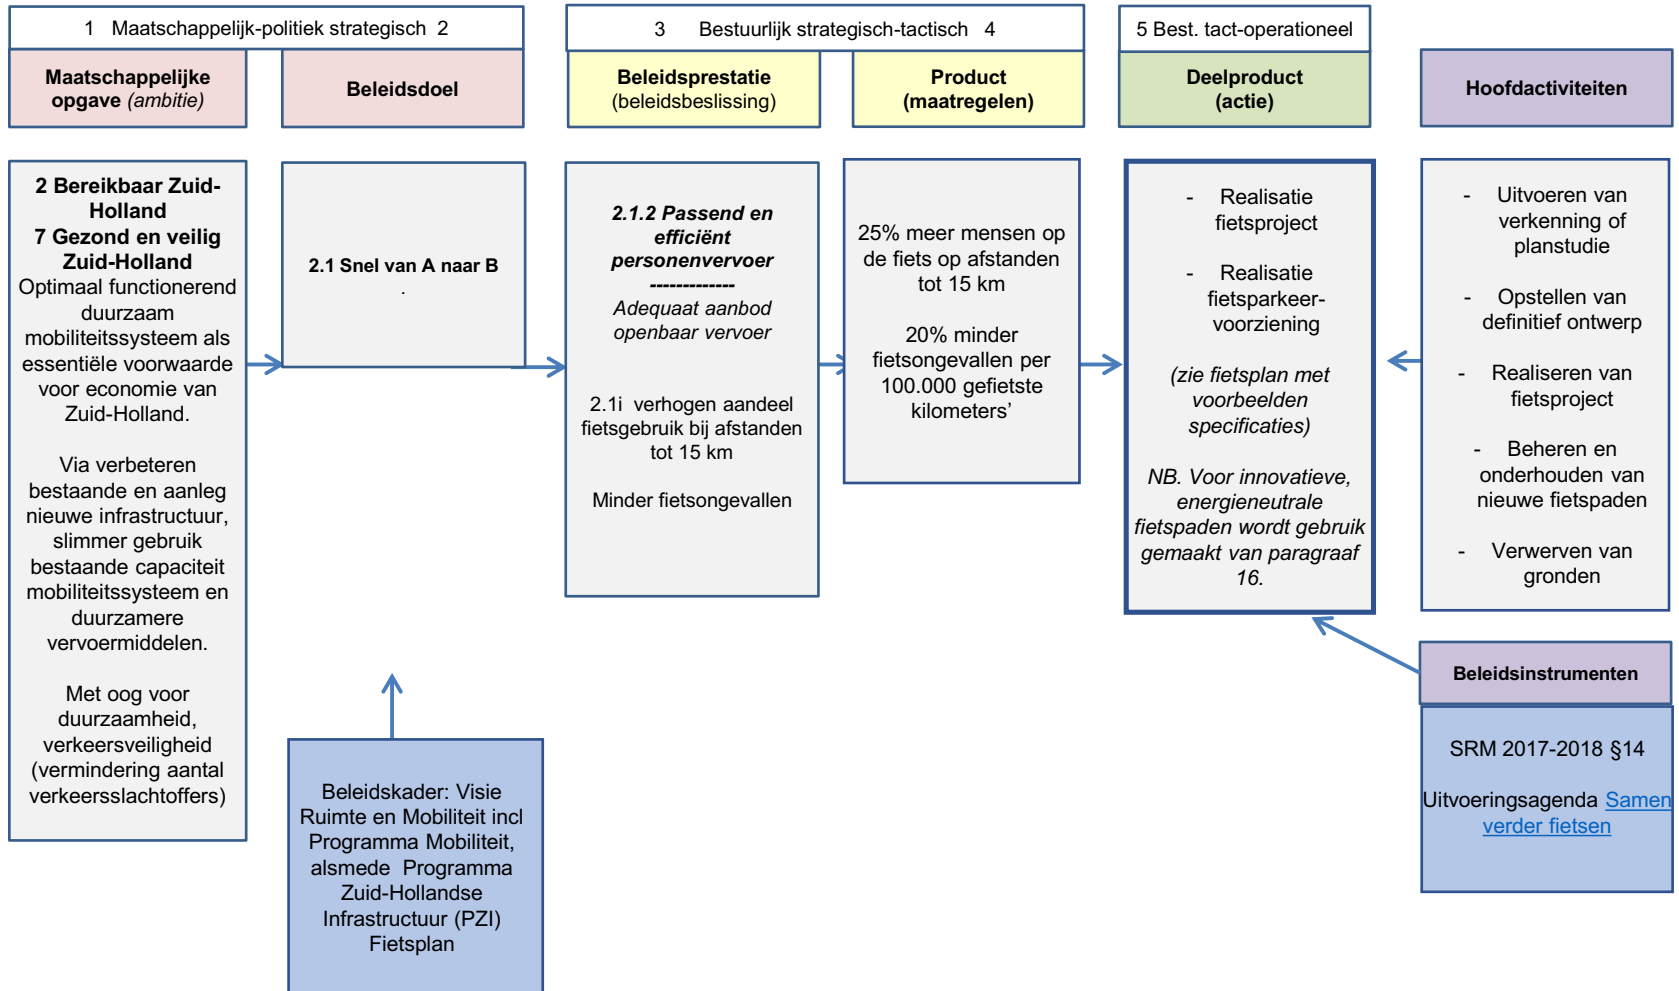 1 Maatschappelijk-politiek strategisch 2
3 Bestuurlijk strategisch-tactisch 4
5 Best. tact-operationeel
Maatschappelijke
opgave (ambitie)
Beleidsdoel
Beleidsprestatie
(beleidsbeslissing)
Product
(maatregelen)
Deelproduct
(actie)
Hoofdactiviteiten
2 Bereikbaar Zuid-
Holland
7 Gezond en veilig
Zuid-Holland
Optimaal functionerend
duurzaam
mobiliteitssysteem als
essentiële voorwaarde
voor economie van
Zuid-Holland.
Via verbeteren
bestaande en aanleg
nieuwe infrastructuur,
slimmer gebruik
bestaande capaciteit
mobiliteitssysteem en
duurzamere
vervoermiddelen.
Met oog voor
duurzaamheid,
verkeersveiligheid
(vermindering aantal
verkeersslachtoffers)
2.1 Snel van A naar B
.
2.1.2 Passend en
efficiënt
personenvervoer
-------------
Adequaat aanbod
openbaar vervoer
2.1i verhogen aandeel
fietsgebruik bij afstanden
tot 15 km
Minder fietsongevallen
25% meer mensen op
de fiets op afstanden
tot 15 km
20% minder
fietsongevallen per
100.000 gefietste
kilometers’
- Realisatie
fietsproject
- Realisatie
fietsparkeer-
voorziening
(zie fietsplan met
voorbeelden
specificaties)
NB. Voor innovatieve,
energieneutrale
fietspaden wordt gebruik
gemaakt van paragraaf
16.
- Uitvoeren van
verkenning of
planstudie
- Opstellen van
definitief ontwerp
- Realiseren van
fietsproject
- Beheren en
onderhouden van
nieuwe fietspaden
- Verwerven van
gronden
Beleidsinstrumenten
SRM 2017-2018 §14
Uitvoeringsagenda Samen
verder fietsen
Beleidskader: Visie
Ruimte en Mobiliteit incl
Programma Mobiliteit,
alsmede Programma
Zuid-Hollandse
Infrastructuur (PZI)
Fietsplan